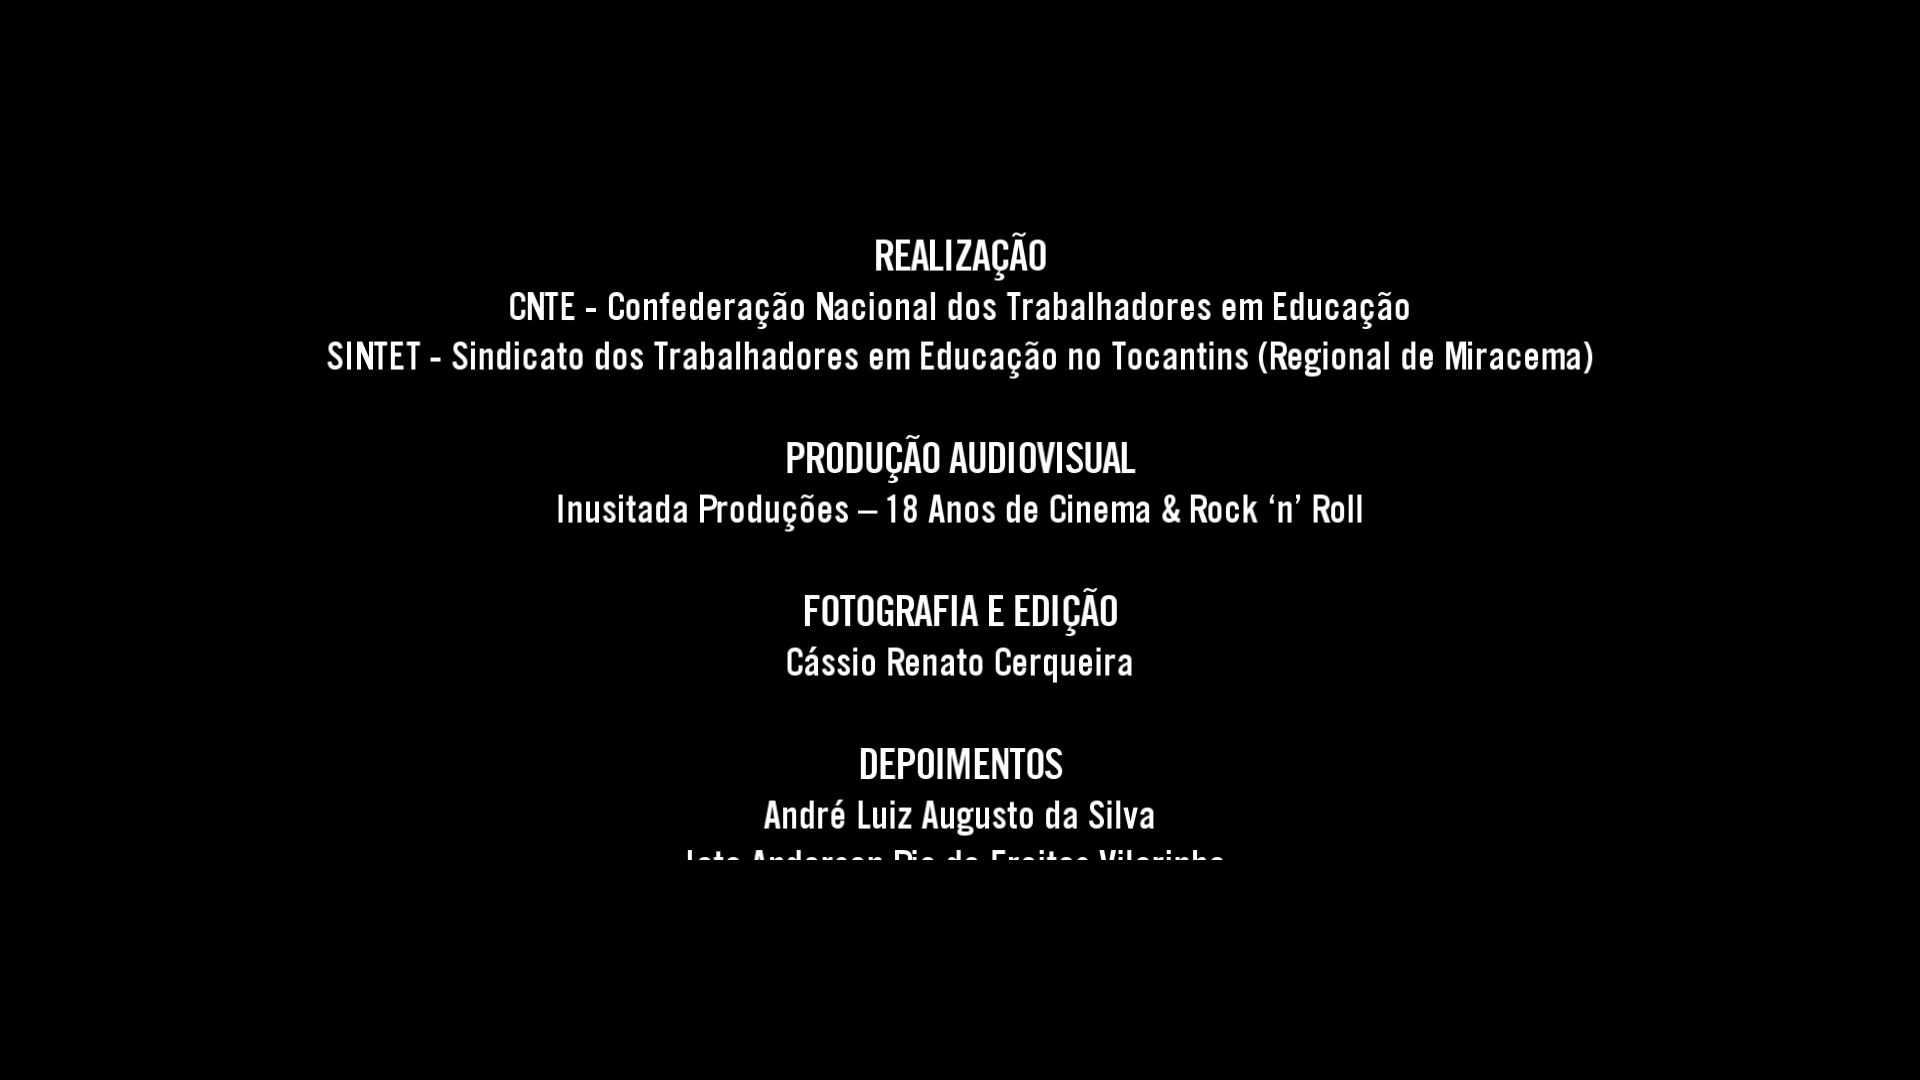 REALIZAÇÃO
CNTE - Confederação Nacional dos Trabalhadores em Educação
SINTET - Sindicato dos Trabalhadores em Educação no Tocantins (Regional de Miracema)
PRODUÇÃO AUDIOVISUAL
Inusitada Produções – 18 Anos de Cinema & Rock ‘n’ Roll
FOTOGRAFIA E EDIÇÃO
Cássio Renato Cerqueira
DEPOIMENTOS
André Luiz Augusto da Silva